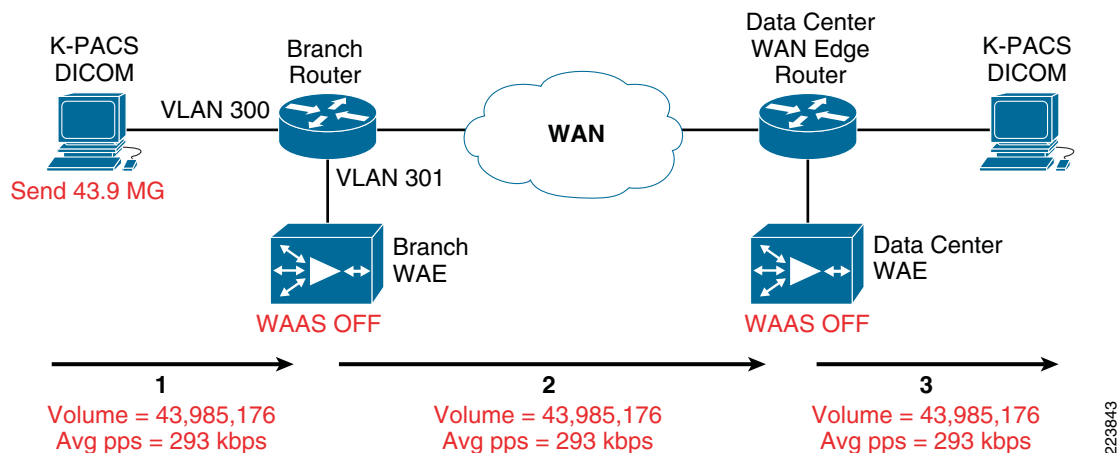 K-PACS
DICOM
Branch
Router
Data Center
WAN Edge
Router
K-PACS
DICOM
VLAN 300
WAN
VLAN 301
Send 43.9 MG
Branch
WAE
Data Center
WAE
WAAS OFF
WAAS OFF
1
2
3
Volume = 43,985,176
Avg pps = 293 kbps
Volume = 43,985,176
Avg pps = 293 kbps
Volume = 43,985,176
Avg pps = 293 kbps
223843